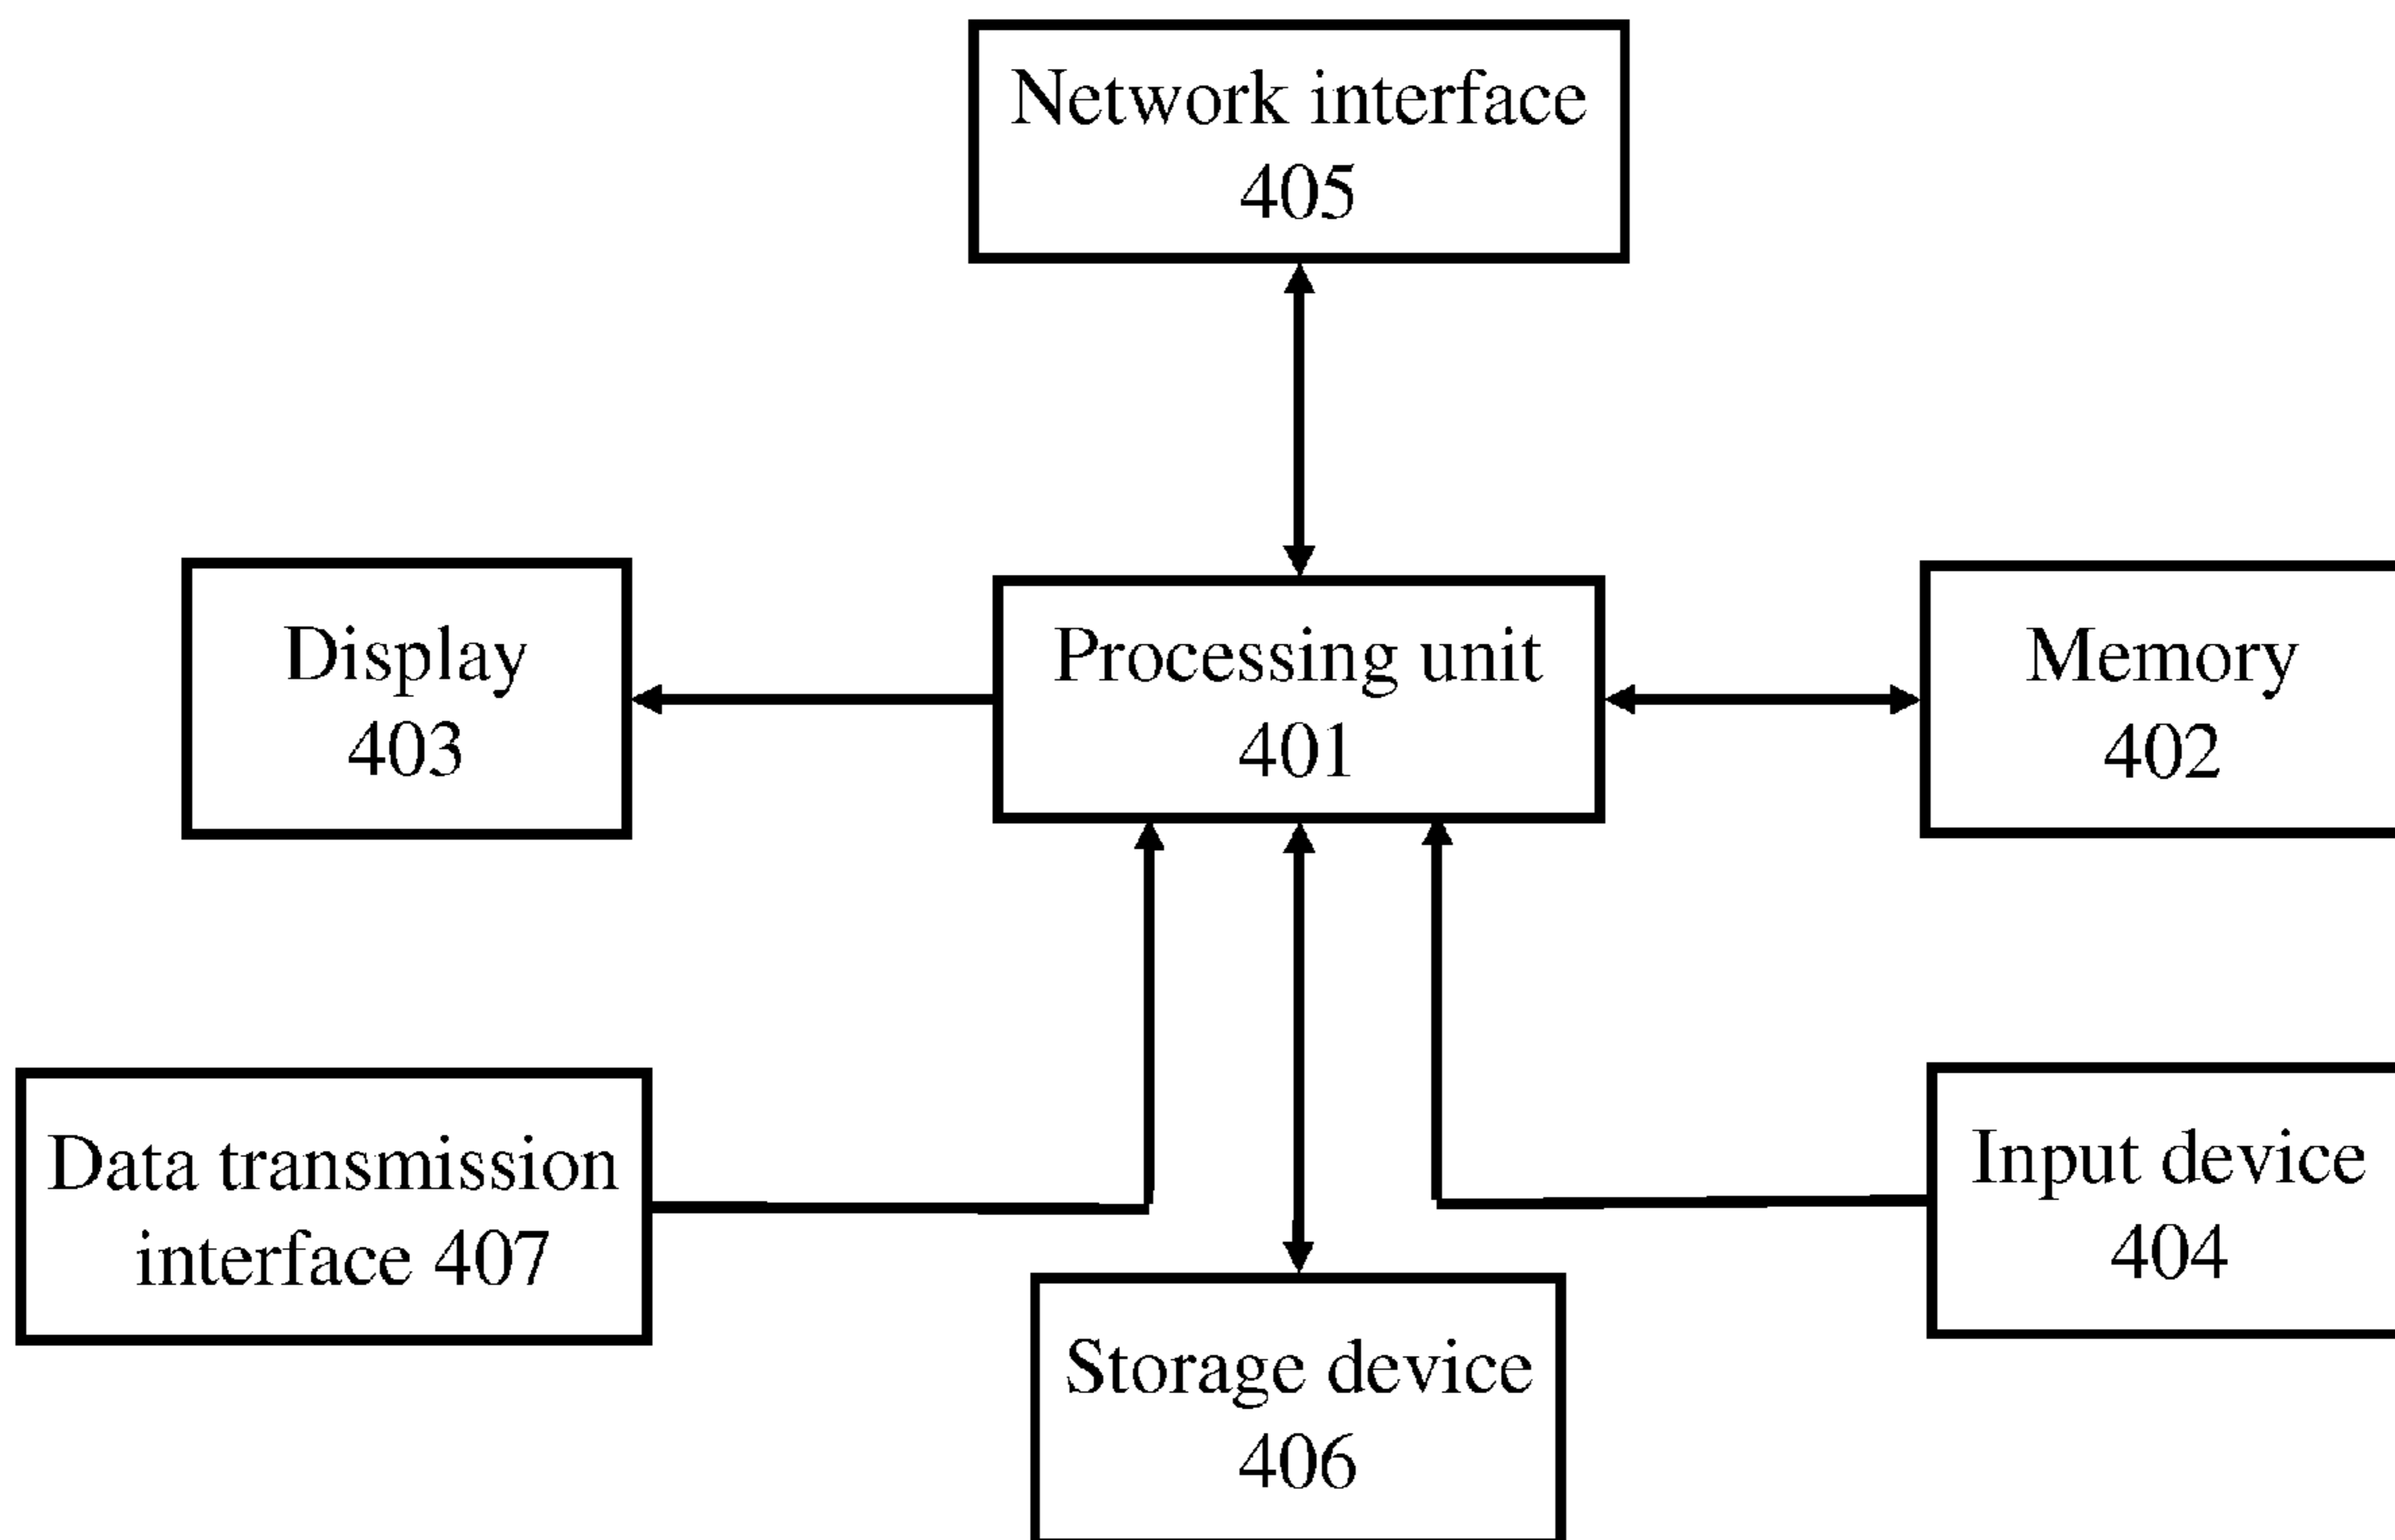 Network interface
405
Display
403
Processing unit
401
Memory
402
Data transmission
interface 407
Input device
404
Storage device
406